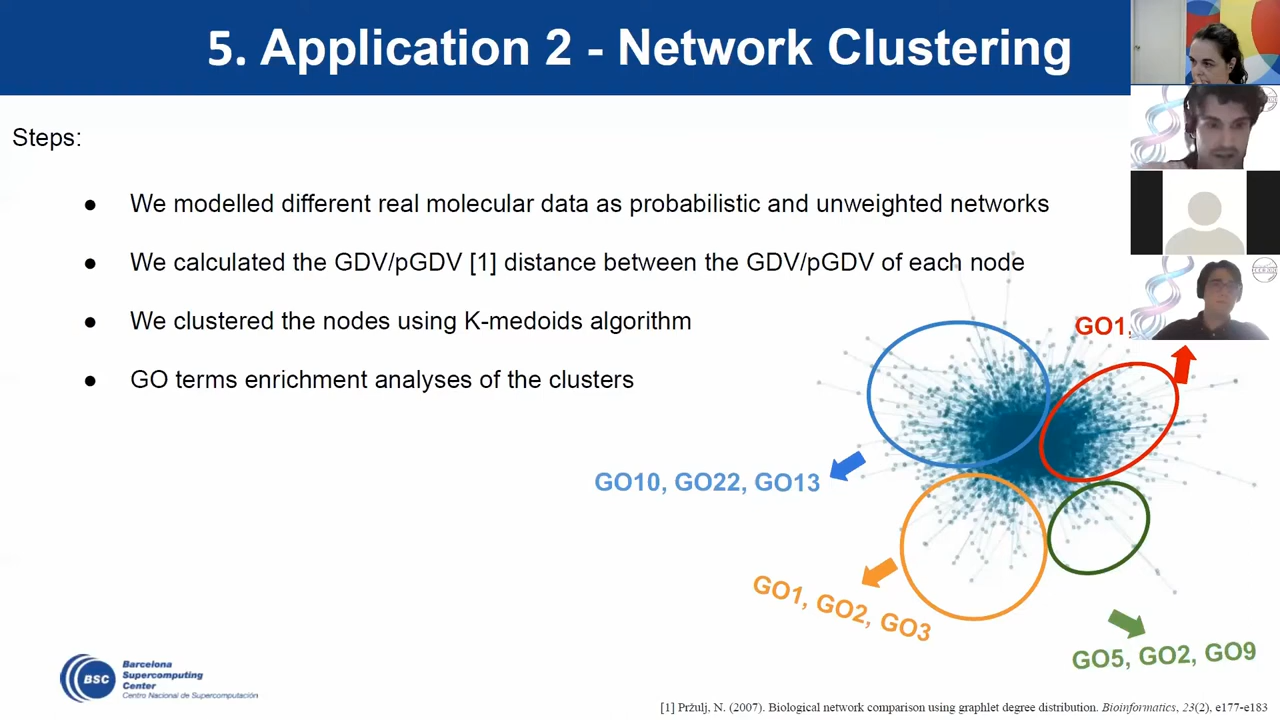 5. Application 2 - Network Clustering
Steps:
● We modelled different real molecular data as probabilistic and unweighted networks
● We calculated the GDV/pGDV [1] distance between the GDV/pGDV of each node
● We clustered the nodes using K-medoids algorithm
● GO terms enrichment analyses of the clusters
GO1,
GO10, GO22, GO13
GO1, GO2, GO3
GO5, GO2, GO9
BSC
Barcelona
Supercomputing
Center
Centro Nacional de Supercomputación
[1] Pržulj, N. (2007). Biological network comparison using graphlet degree distribution. Bioinformatics, 23(2), e177-e183